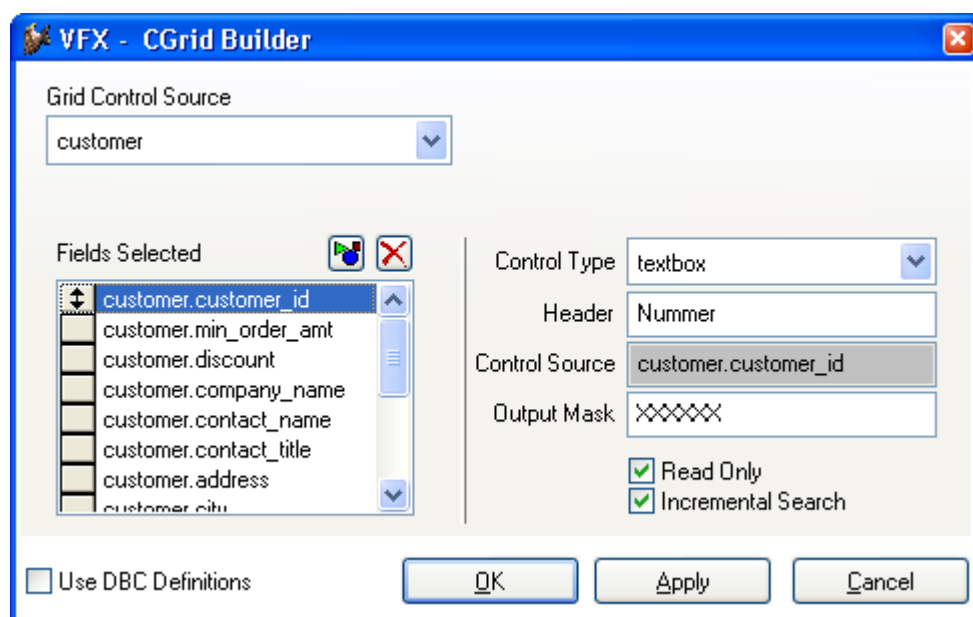 VFX - CGrid Builder
Grid Control Source
customer
Fields Selected
customer.customer_id
customer.min_order_amt
customer.discount
customer.company_name
customer.contact_name
customer.contact_title
customer.address
customer.city
Control Type
textbox
Header
Nummer
Control Source
customer.customer_id
Output Mask
XXXXXX
Read Only
Incremental Search
Use DBC Definitions
OK
Apply
Cancel